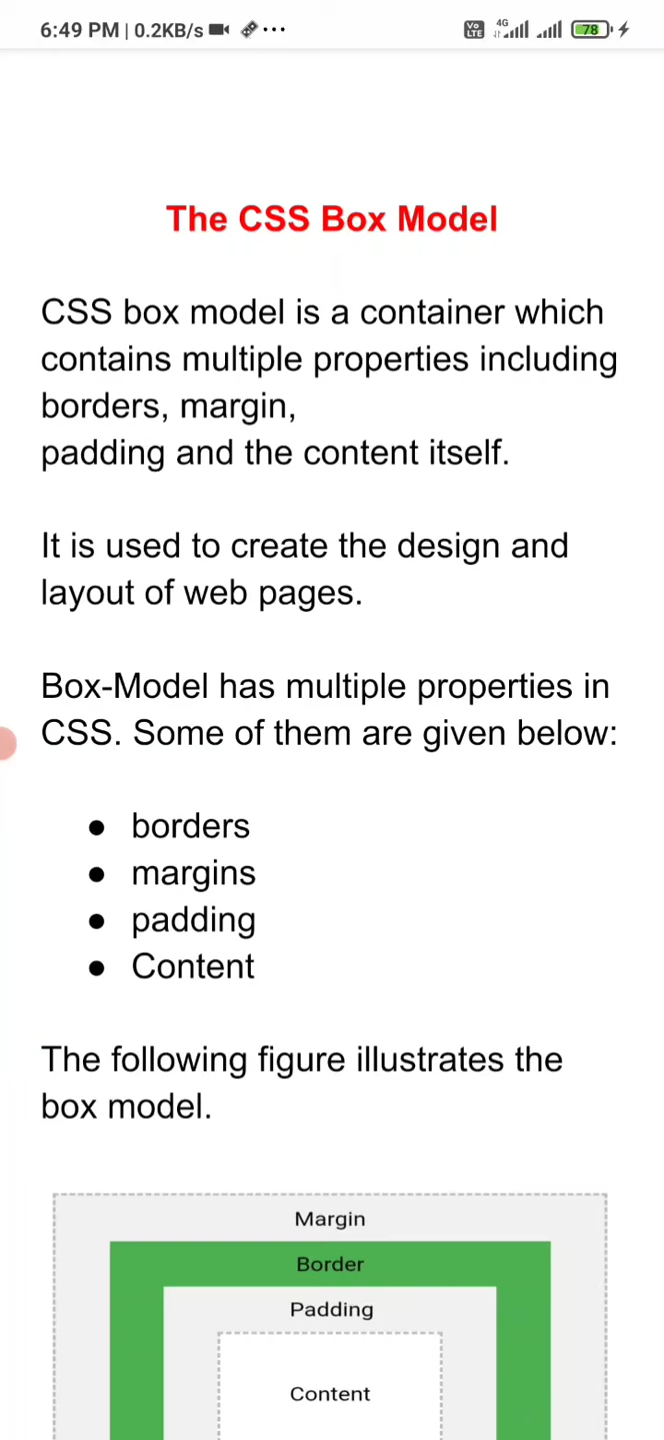 6:49 PM | 0.2KB/s ...
Vo LTE 4G 78
The CSS Box Model
CSS box model is a container which
contains multiple properties including
borders, margin,
padding and the content itself.
It is used to create the design and
layout of web pages.
Box-Model has multiple properties in
CSS. Some of them are given below:
● borders
● margins
● padding
● Content
The following figure illustrates the
box model.
Margin
Border
Padding
Content